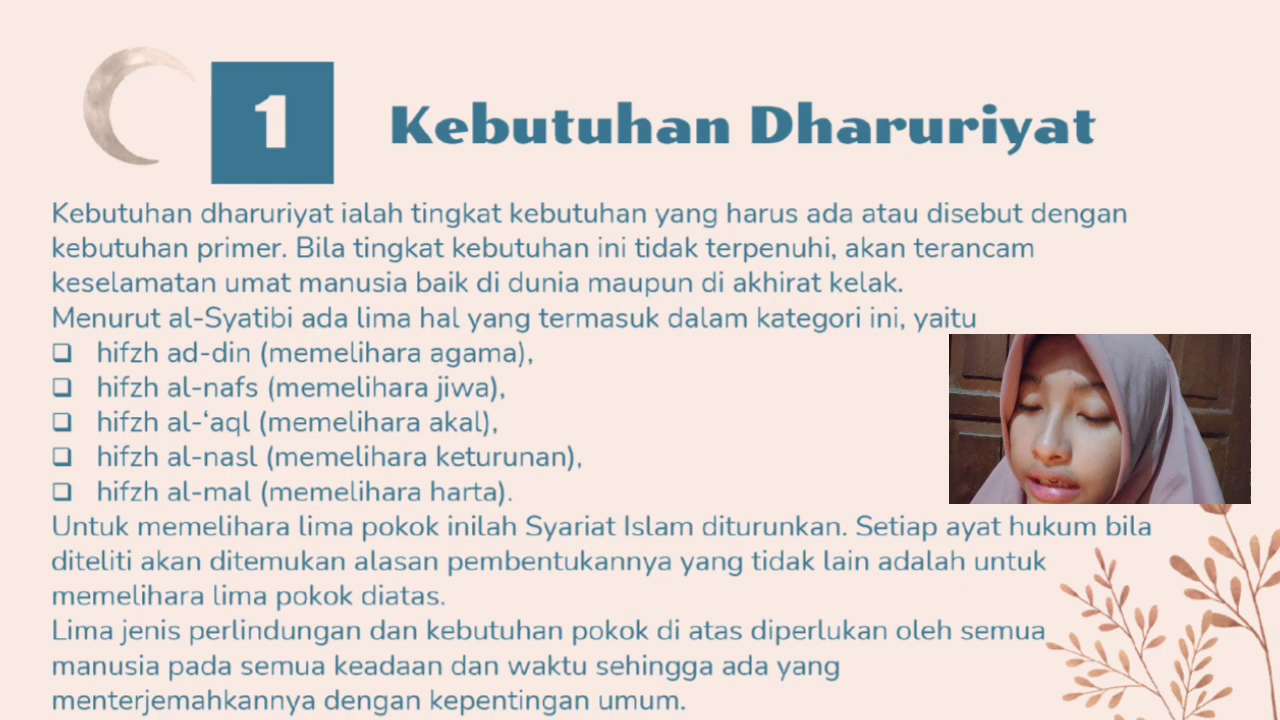 1
Kebutuhan Dharuriyat
Kebutuhan dharuriyat ialah tingkat kebutuhan yang harus ada atau disebut dengan
kebutuhan primer. Bila tingkat kebutuhan ini tidak terpenuhi, akan terancam
keselamatan umat manusia baik di dunia maupun di akhirat kelak.
Menurut al-Syatibi ada lima hal yang termasuk dalam kategori ini, yaitu
❑ hifzh ad-din (memelihara agama),
❑ hifzh al-nafs (memelihara jiwa),
❑ hifzh al-‘aql (memelihara akal),
❑ hifzh al-nasl (memelihara keturunan),
❑ hifzh al-mal (memelihara harta).
Untuk memelihara lima pokok inilah Syariat Islam diturunkan. Setiap ayat hukum bila
diteliti akan ditemukan alasan pembentukannya yang tidak lain adalah untuk
memelihara lima pokok diatas.
Lima jenis perlindungan dan kebutuhan pokok di atas diperlukan oleh semua
manusia pada semua keadaan dan waktu sehingga ada yang
menterjemahkannya dengan kepentingan umum.